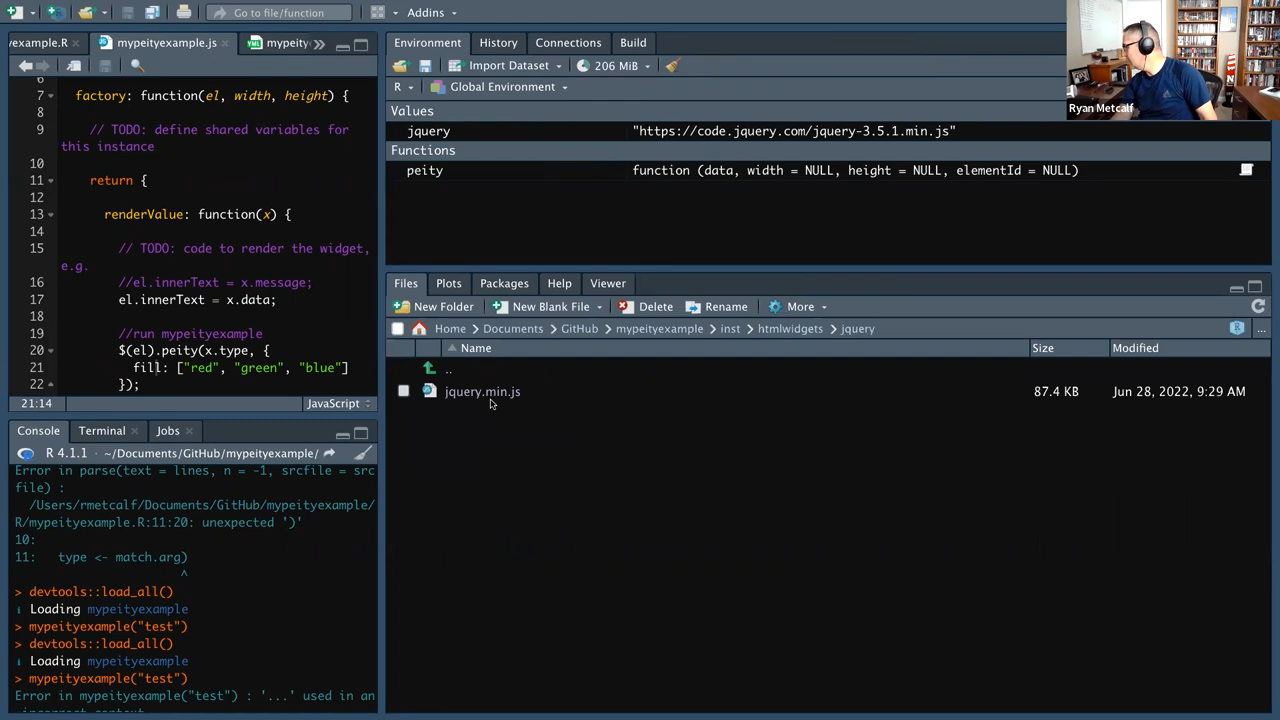 Go to file/function
Addins
yexample.R
mypeityexample.js
mypeity
6
7 factory: function(el, width, height) {
8
9 // TODO: define shared variables for
this instance
10
11 return {
12
13 renderValue: function(x) {
14
15 // TODO: code to render the widget,
e.g.
16 //el.innerText = x.message;
17 el.innerText = x.data;
18
19 //run mypeityexample
20 $(el).peity(x.type, {
21 fill: ["red", "green", "blue"]
22 });
21:14 JavaScript
Console Terminal Jobs
R 4.1.1 · ~/Documents/GitHub/mypeityexample/
Error in parse(text = lines, n = -1, srcfile = src
file) :
/Users/rmetcalf/Documents/GitHub/mypeityexample/
R/mypeityexample.R:11:20: unexpected ')'
10:
11: type <- match.arg)
^
> devtools::load_all()
i Loading mypeityexample
> mypeityexample("test")
> devtools::load_all()
i Loading mypeityexample
> mypeityexample("test")
Error in mypeityexample("test") : '...' used in an
incorrect context
Environment History Connections Build
Import Dataset 206 MiB
R Global Environment
Values
jquery "https://code.jquery.com/jquery-3.5.1.min.js"
Functions
peity function (data, width = NULL, height = NULL, elementId = NULL)
Files Plots Packages Help Viewer
New Folder New Blank File Delete Rename More
Home Documents GitHub mypeityexample inst htmlwidgets jquery
...
Name Size Modified
..
jquery.min.js 87.4 KB Jun 28, 2022, 9:29 AM
Ryan Metcalf